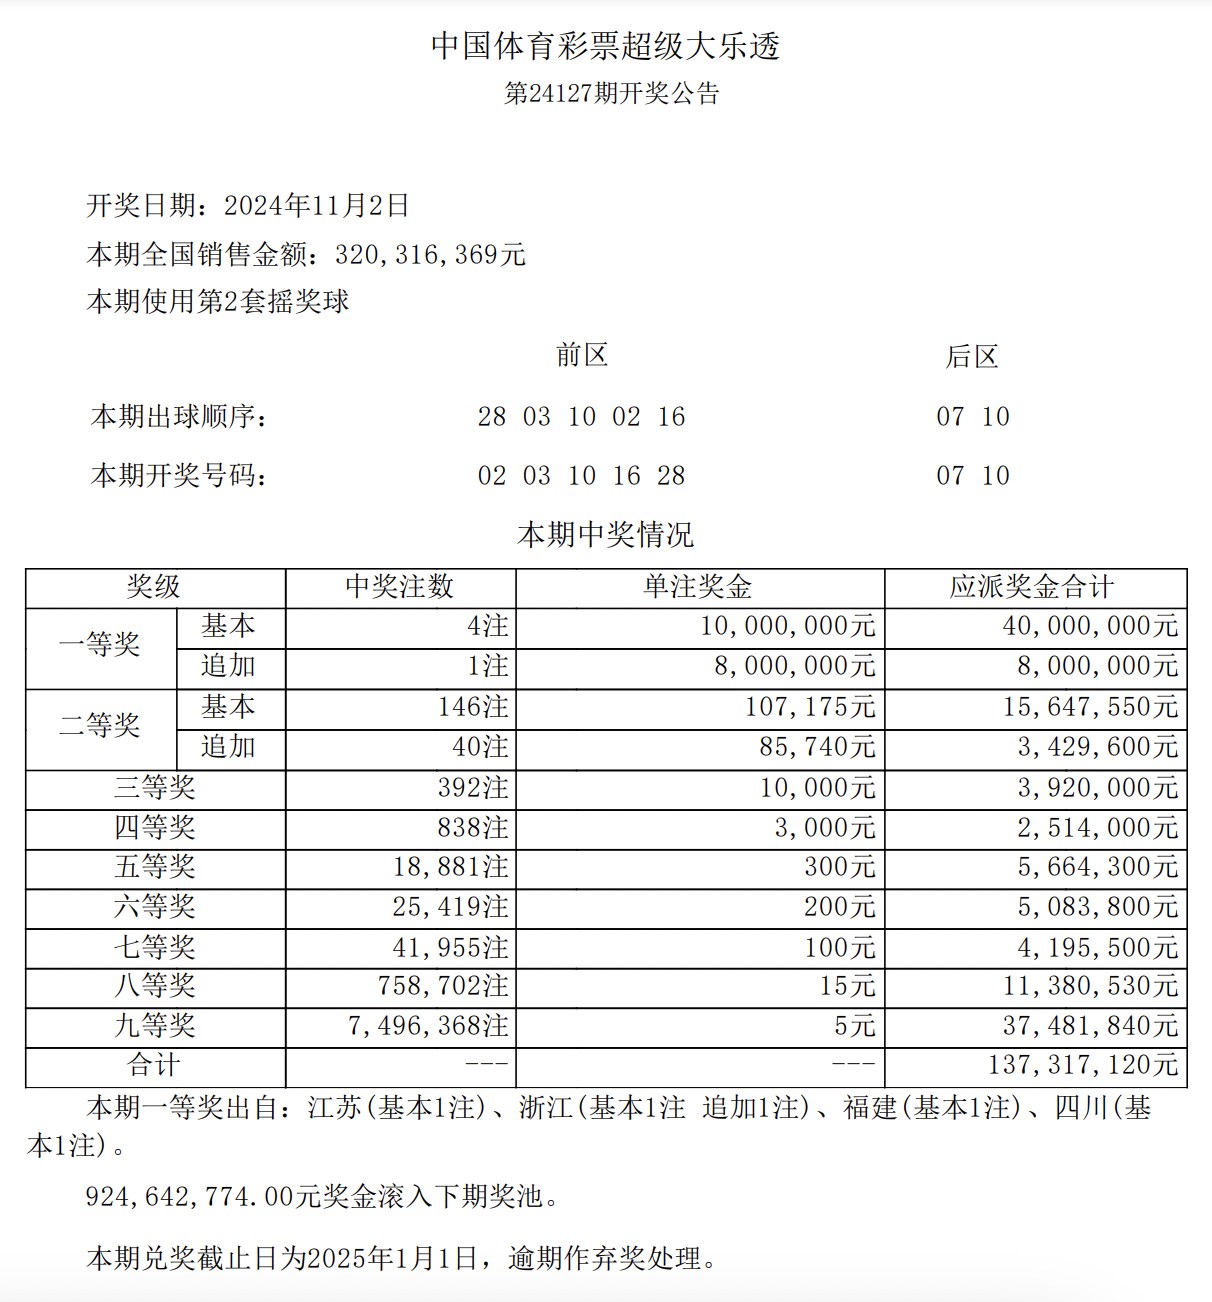 中国体育彩票超级大乐透
第24127期开奖公告
开奖日期：2024年11月2日
本期全国销售金额：320,316,369元
本期使用第2套摇奖球
前区 后区
本期出球顺序： 28 03 10 02 16 07 10
本期开奖号码： 02 03 10 16 28 07 10
本期中奖情况
奖级 中奖注数 单注奖金 应派奖金合计
一等奖 基本 4注 10,000,000元 40,000,000元
追加 1注 8,000,000元 8,000,000元
二等奖 基本 146注 107,175元 15,647,550元
追加 40注 85,740元 3,429,600元
三等奖 392注 10,000元 3,920,000元
四等奖 838注 3,000元 2,514,000元
五等奖 18,881注 300元 5,664,300元
六等奖 25,419注 200元 5,083,800元
七等奖 41,955注 100元 4,195,500元
八等奖 758,702注 15元 11,380,530元
九等奖 7,496,368注 5元 37,481,840元
合计 --- --- 137,317,120元
本期一等奖出自：江苏(基本1注)、浙江(基本1注 追加1注)、福建(基本1注)、四川(基
本1注)。
924,642,774.00元奖金滚入下期奖池。
本期兑奖截止日为2025年1月1日，逾期作弃奖处理。